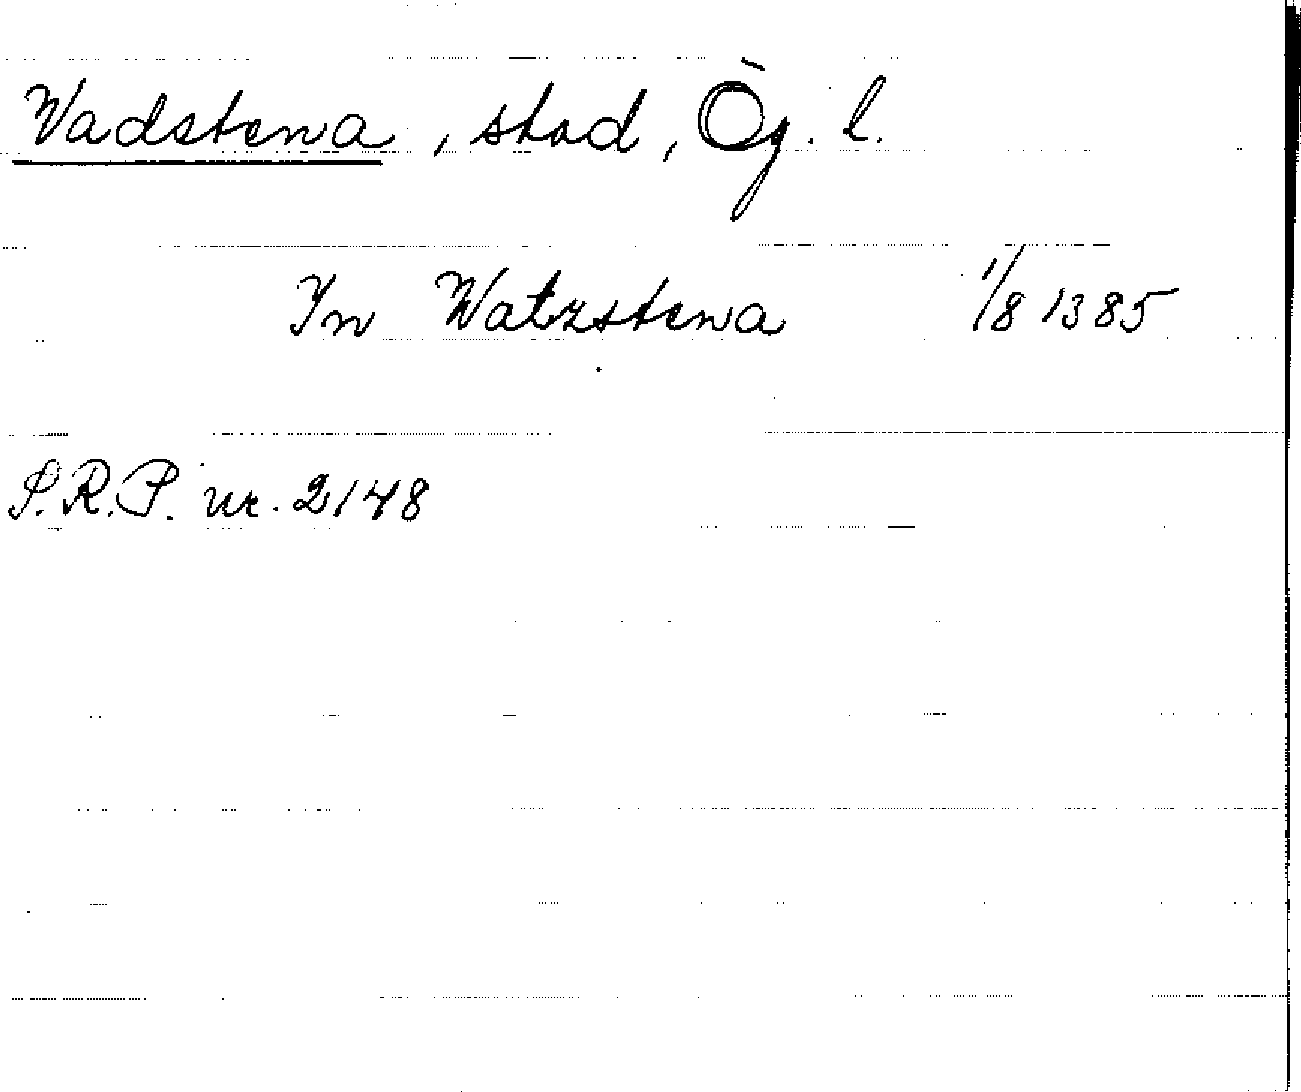 Vadstena, stad, Ög. l.
In Watzstena 1/8 1385
S.R.P. nr. 2148